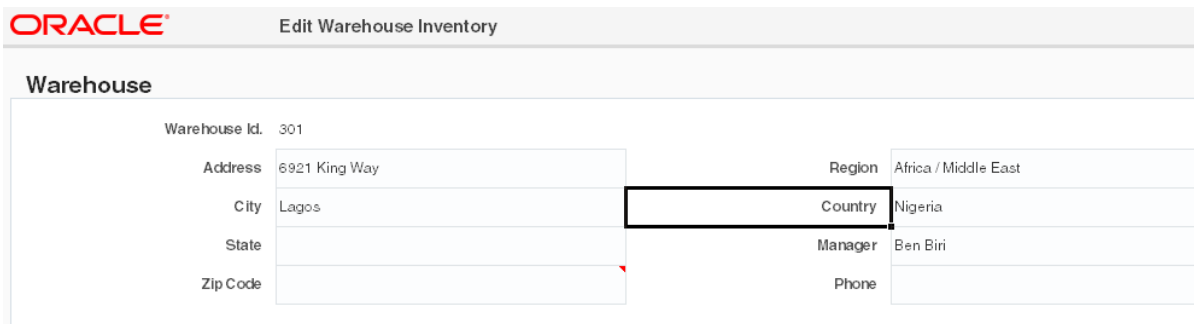 ORACLE Edit Warehouse Inventory
Warehouse
Warehouse Id. 301
Address 6921 King Way Region Africa / Middle East
City Lagos Country Nigeria
State Manager Ben Biri
Zip Code Phone